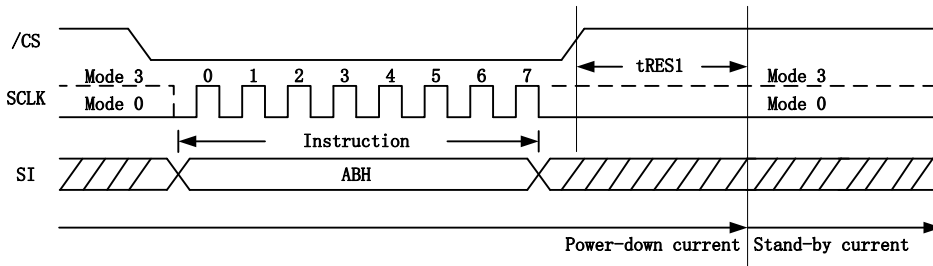 /CS
tRES1
Mode 3 0 1 2 3 4 5 6 7 Mode 3
SCLK
Mode 0 Mode 0
Instruction
SI ABH
Power-down current Stand-by current